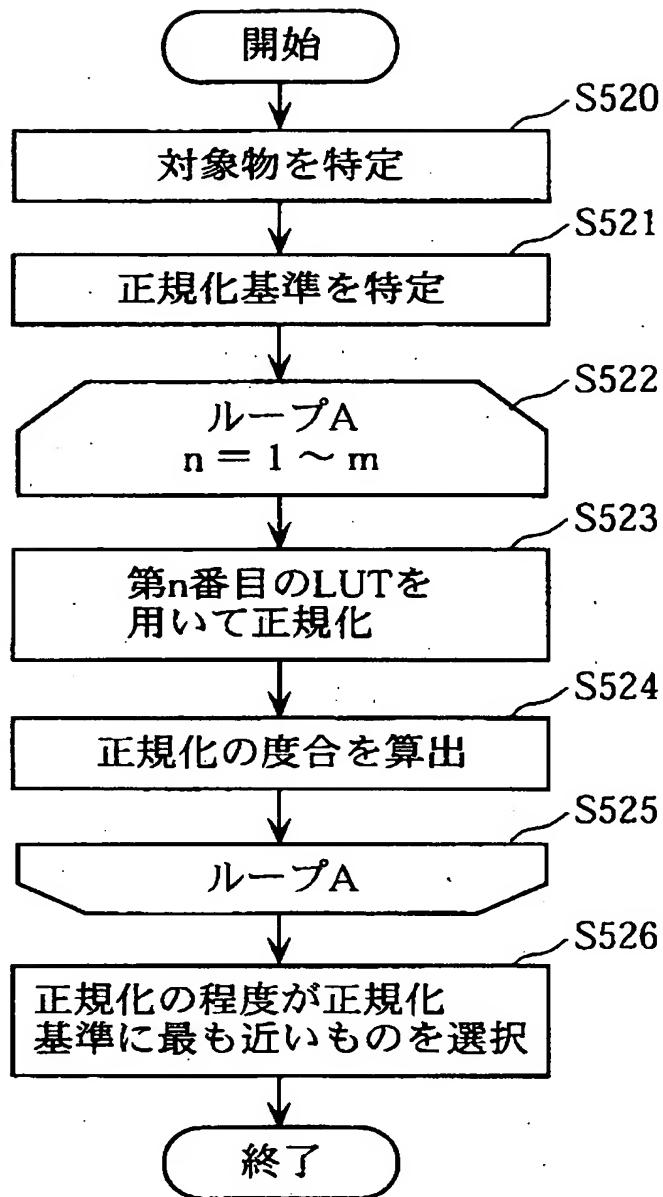 開始
S520
対象物を特定
S521
正規化基準を特定
S522
ループA
n = 1 ~ m
S523
第n番目のLUTを
用いて正規化
S524
正規化の度合を算出
S525
ループA
S526
正規化の程度が正規化
基準に最も近いものを選択
終了